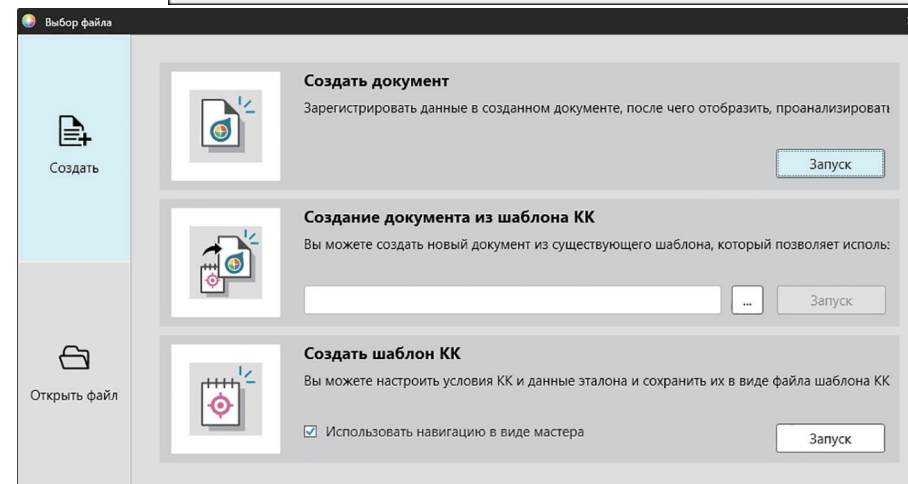 Выбор файла
Создать
Открыть файл
Создать документ
Зарегистрировать данные в созданном документе, после чего отобразить, проанализировать
Запуск
Создание документа из шаблона КК
Вы можете создать новый документ из существующего шаблона, который позволяет использ
...
Запуск
Создать шаблон КК
Вы можете настроить условия КК и данные эталона и сохранить их в виде файла шаблона КК
Использовать навигацию в виде мастера
Запуск